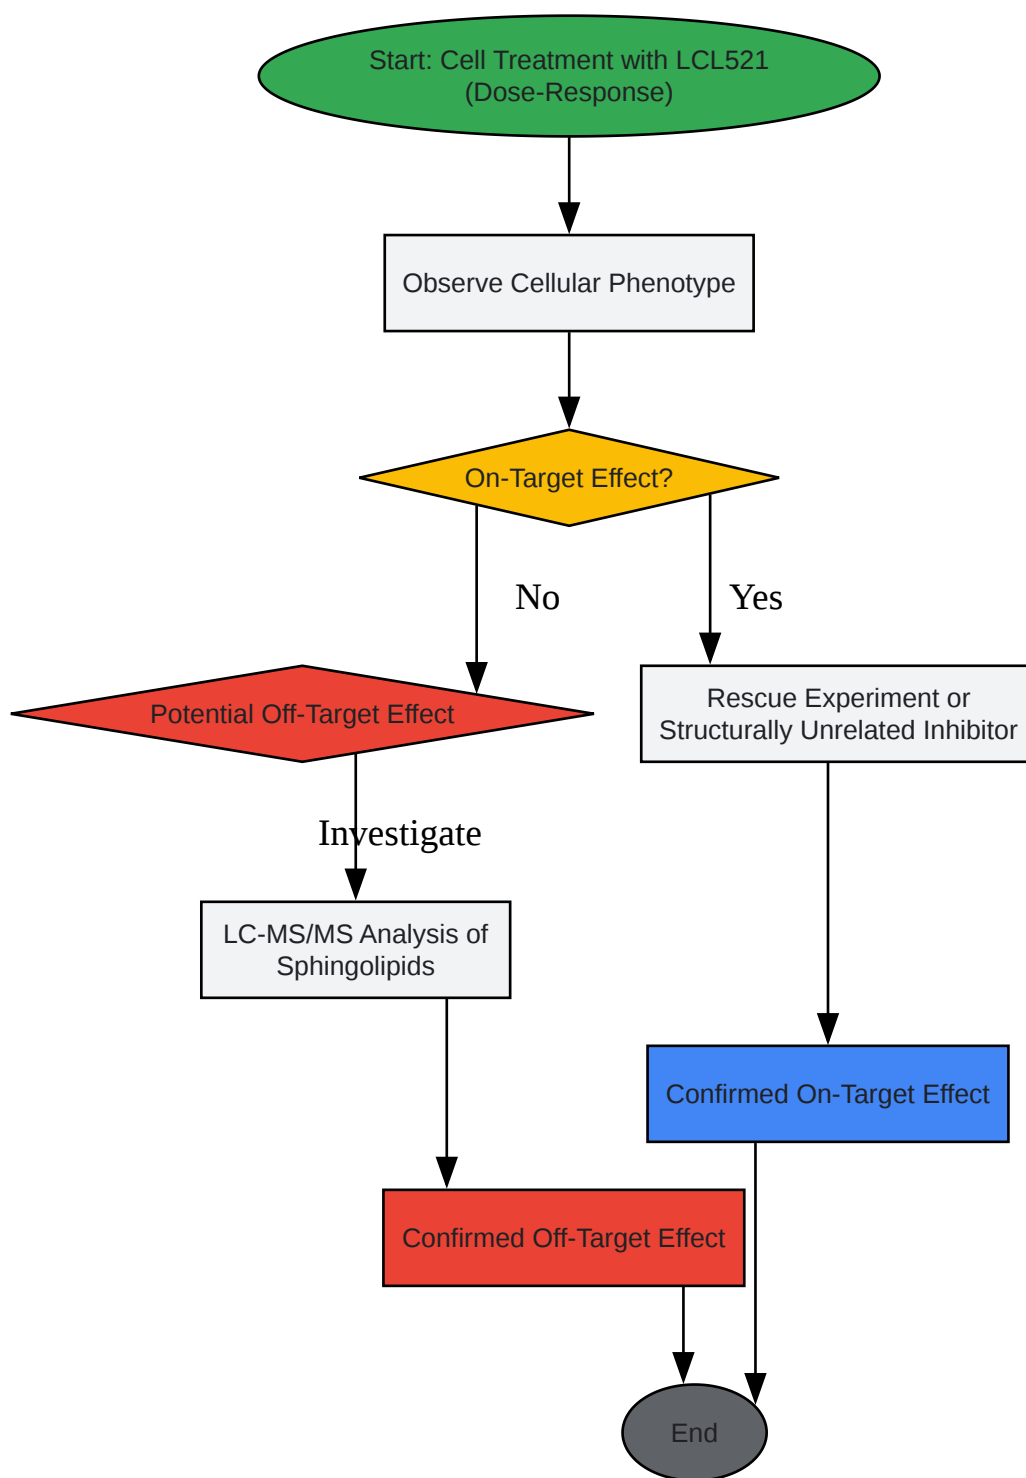 Start: Cell Treatment with LCL521
(Dose-Response)
Observe Cellular Phenotype
On-Target Effect?
No
Yes
Potential Off-Target Effect
Rescue Experiment or
Structurally Unrelated Inhibitor
Investigate
LC-MS/MS Analysis of
Sphingolipids
Confirmed On-Target Effect
Confirmed Off-Target Effect
End